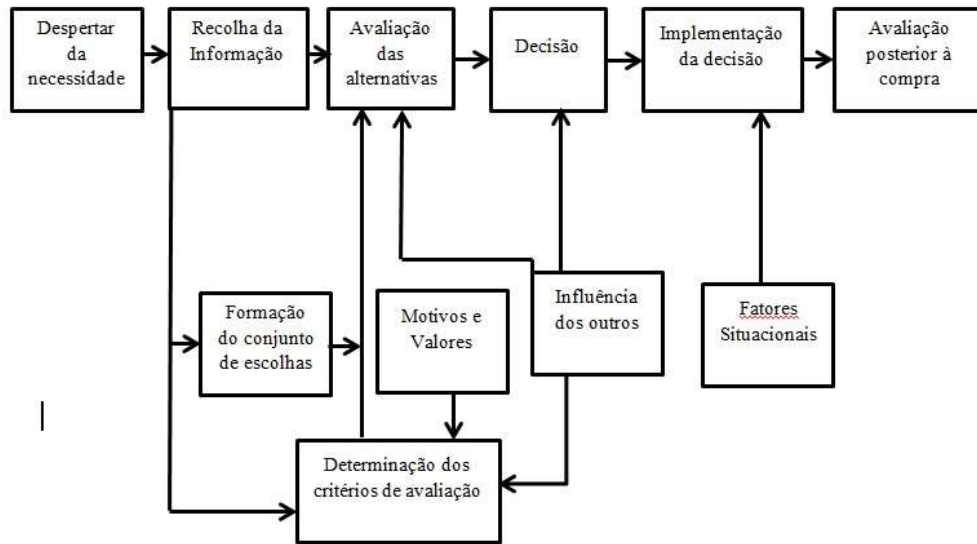 Despertar
da
necessidade
Recolha da
Informação
Avaliação
das
alternativas
Decisão
Implementação
da decisão
Avaliação
posterior à
compra
Formação
do conjunto
de escolhas
Motivos e
Valores
Influência
dos outros
Fatores
Situacionais
Determinação dos
critérios de avaliação